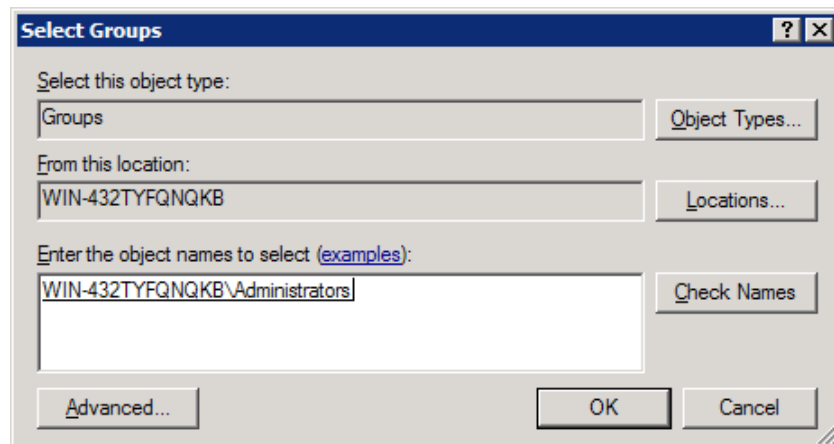 Select Groups
Select this object type:
Groups
Object Types...
From this location:
WIN-432TYFQNQKB
Locations...
Enter the object names to select (examples):
WIN-432TYFQNQKB\Administrators
Check Names
Advanced...
OK
Cancel